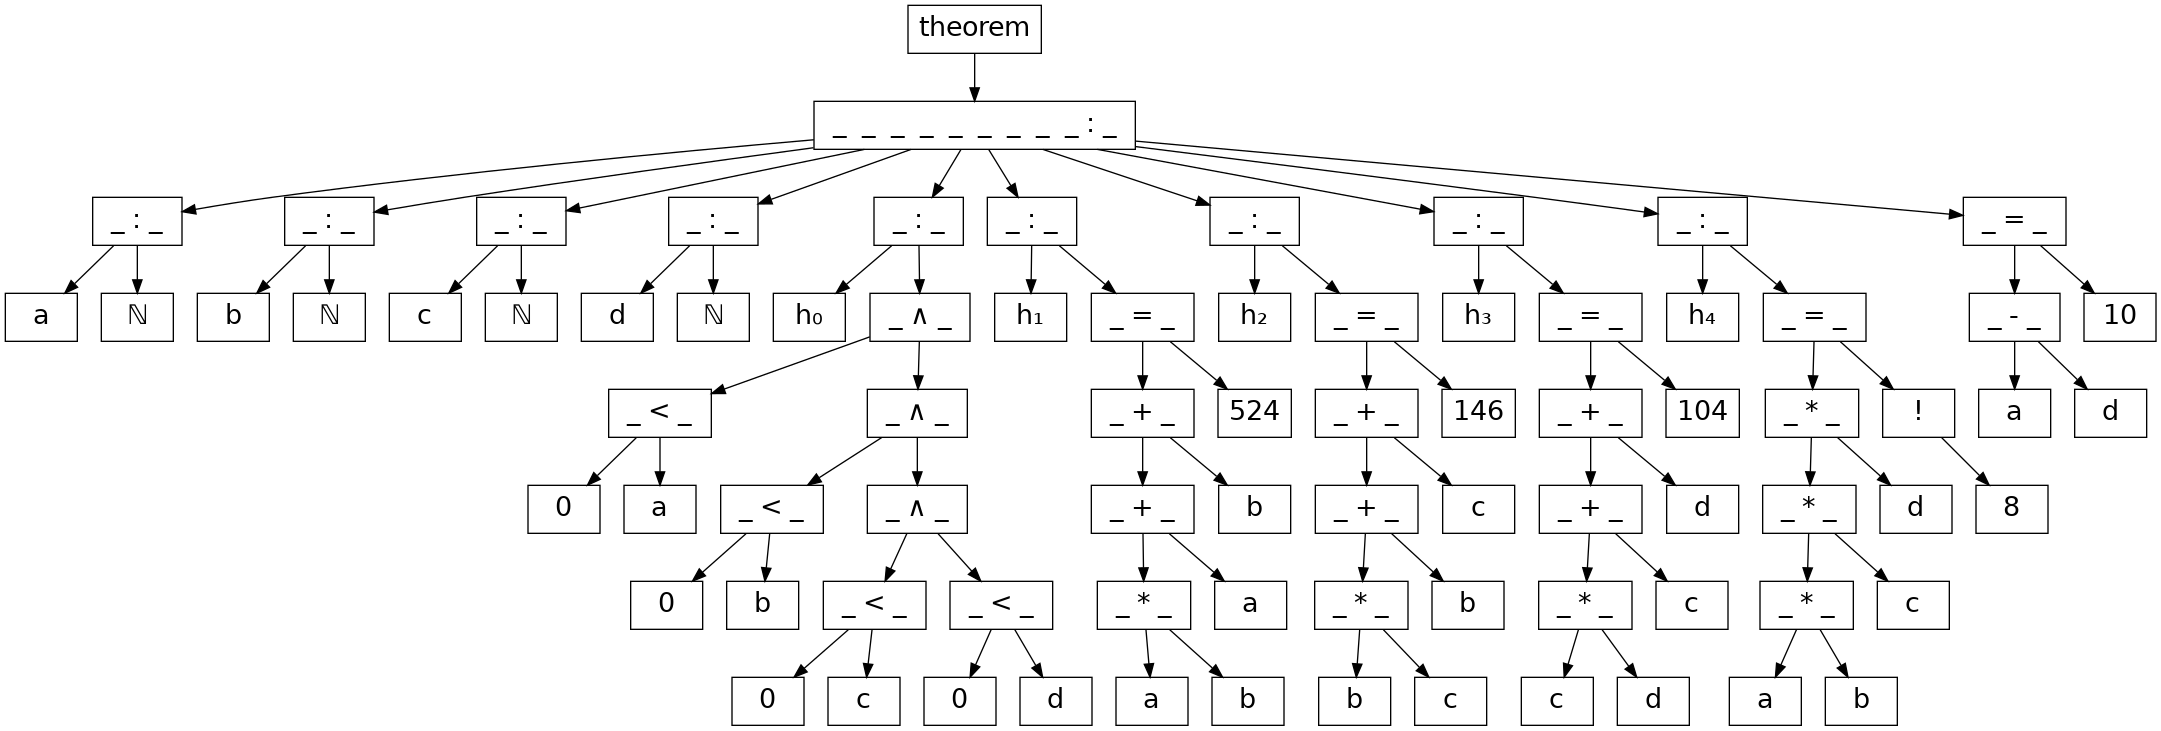 theorem
_ _ _ _ _ _ _ _ _ : _
_ : _ _ : _ _ : _ _ : _ _ : _ _ : _ _ : _ _ : _ _ : _ _ = _
a ℕ b ℕ c ℕ d ℕ h₀ _ ∧ _ h₁ _ = _ h₂ _ = _ h₃ _ = _ h₄ _ = _ _ - _ 10
_ < _ _ ∧ _ _ + _ 524 _ + _ 146 _ + _ 104 _ * _ ! a d
0 a _ < _ _ ∧ _ _ + _ b _ + _ c _ + _ d _ * _ d 8
0 b _ < _ _ < _ _ * _ a _ * _ b _ * _ c _ * _ c
0 c 0 d a b b c c d a b